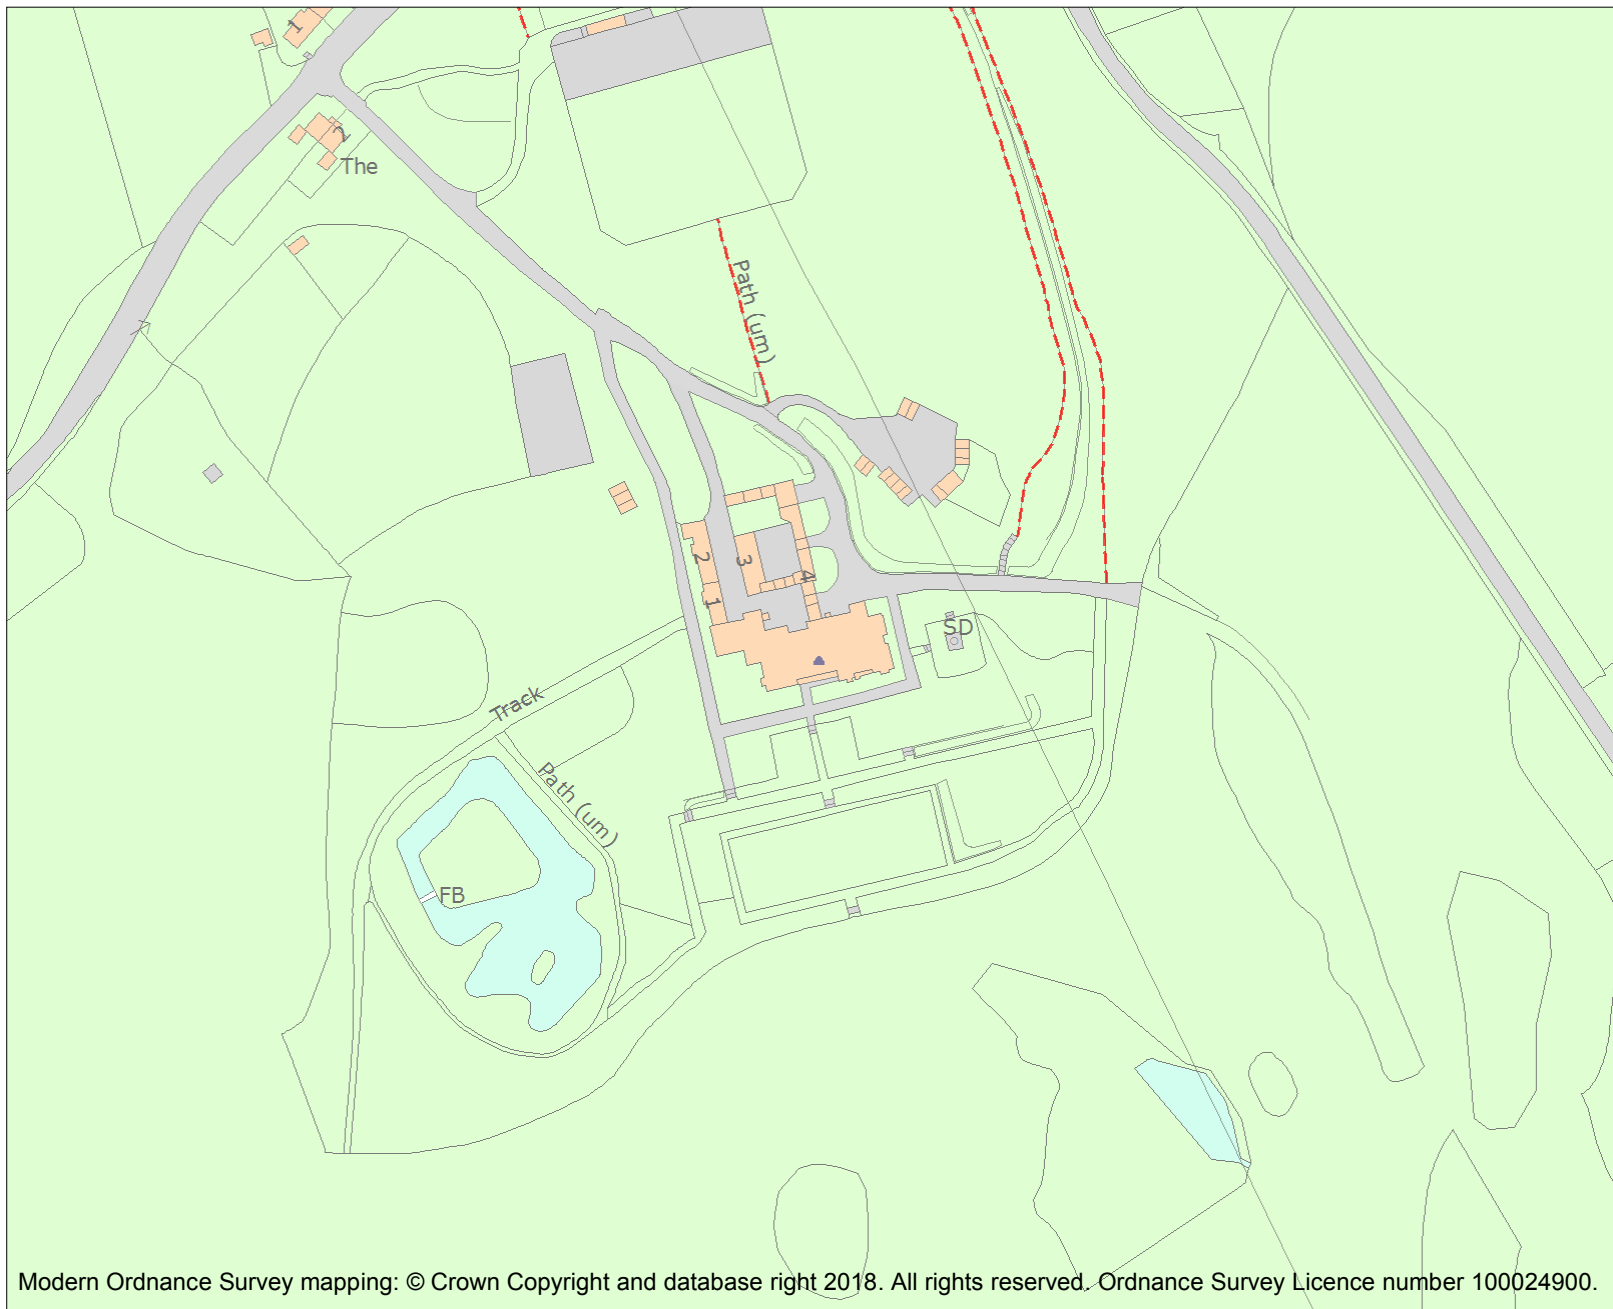 1
2
The
Path (um)
2
3
4
1
SD
Track
Path (um)
FB
Modern Ordnance Survey mapping: © Crown Copyright and database right 2018. All rights reserved. Ordnance Survey Licence number 100024900.